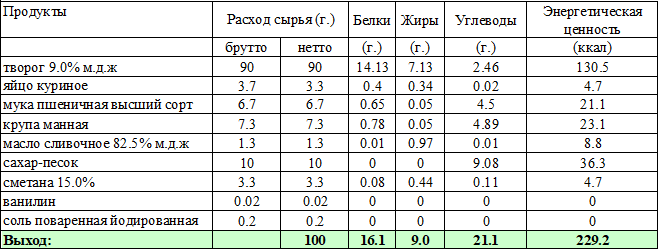 Продукты Расход сырья (г.) Белки Жиры Углеводы Энергетическая ценность
брутто нетто (г.) (г.) (г.) (ккал)
творог 9.0% м.д.ж 90 90 14.13 7.13 2.46 130.5
яйцо куриное 3.7 3.3 0.4 0.34 0.02 4.7
мука пшеничная высший сорт 6.7 6.7 0.65 0.05 4.5 21.1
крупа манная 7.3 7.3 0.78 0.05 4.89 23.1
масло сливочное 82.5% м.д.ж 1.3 1.3 0.01 0.97 0.01 8.8
сахар-песок 10 10 0 0 9.08 36.3
сметана 15.0% 3.3 3.3 0.08 0.44 0.11 4.7
ванилин 0.02 0.02 0 0 0 0
соль поваренная йодированная 0.2 0.2 0 0 0 0
Выход: 100 16.1 9.0 21.1 229.2